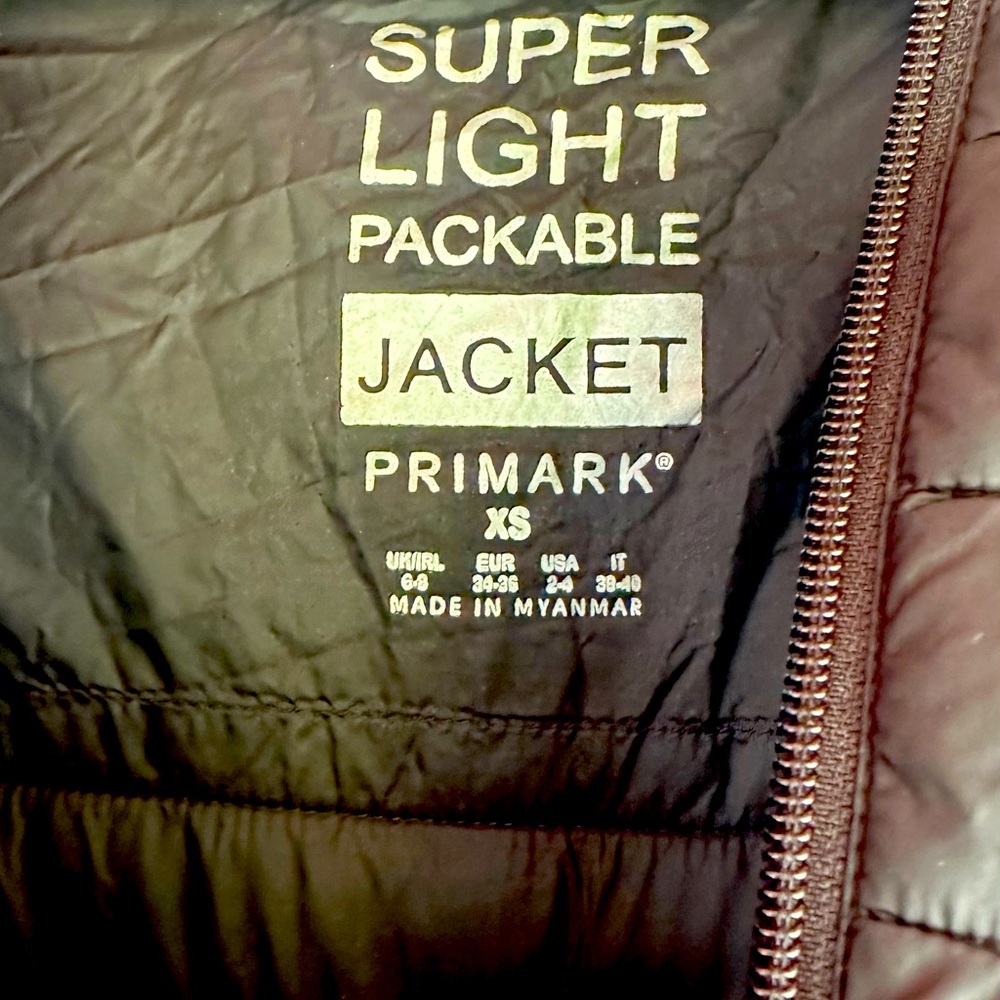 SUPER
LIGHT
PACKABLE
JACKET
PRIMARK®
XS
UK/IRL EUR USA IT
6-8 34-36 2-4 38-40
MADE IN MYANMAR